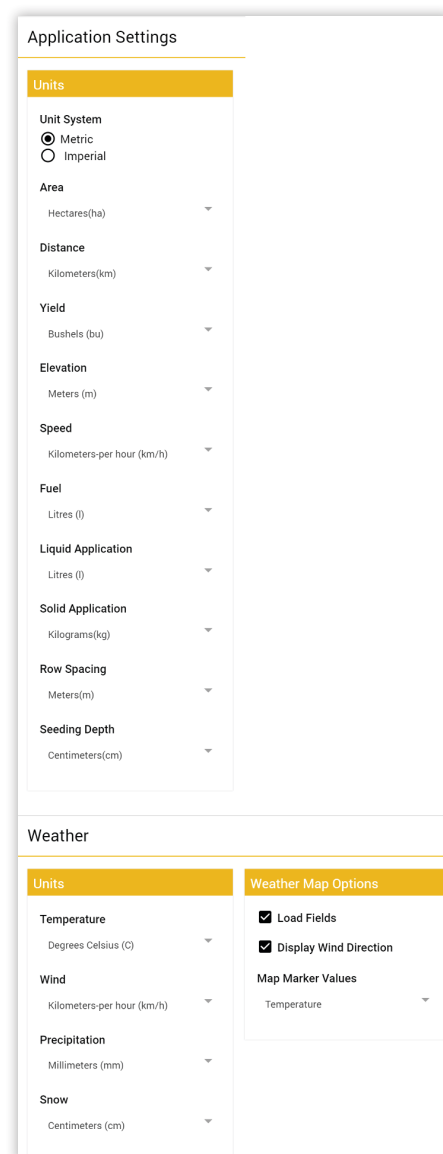 Application Settings
Units
Unit System
Metric
Imperial
Area
Hectares(ha)
Distance
Kilometers(km)
Yield
Bushels (bu)
Elevation
Meters (m)
Speed
Kilometers-per hour (km/h)
Fuel
Litres (l)
Liquid Application
Litres (l)
Solid Application
Kilograms(kg)
Row Spacing
Meters(m)
Seeding Depth
Centimeters(cm)
Weather
Units
Temperature
Degrees Celsius (C)
Wind
Kilometers-per hour (km/h)
Precipitation
Millimeters (mm)
Snow
Centimeters (cm)
Weather Map Options
Load Fields
Display Wind Direction
Map Marker Values
Temperature